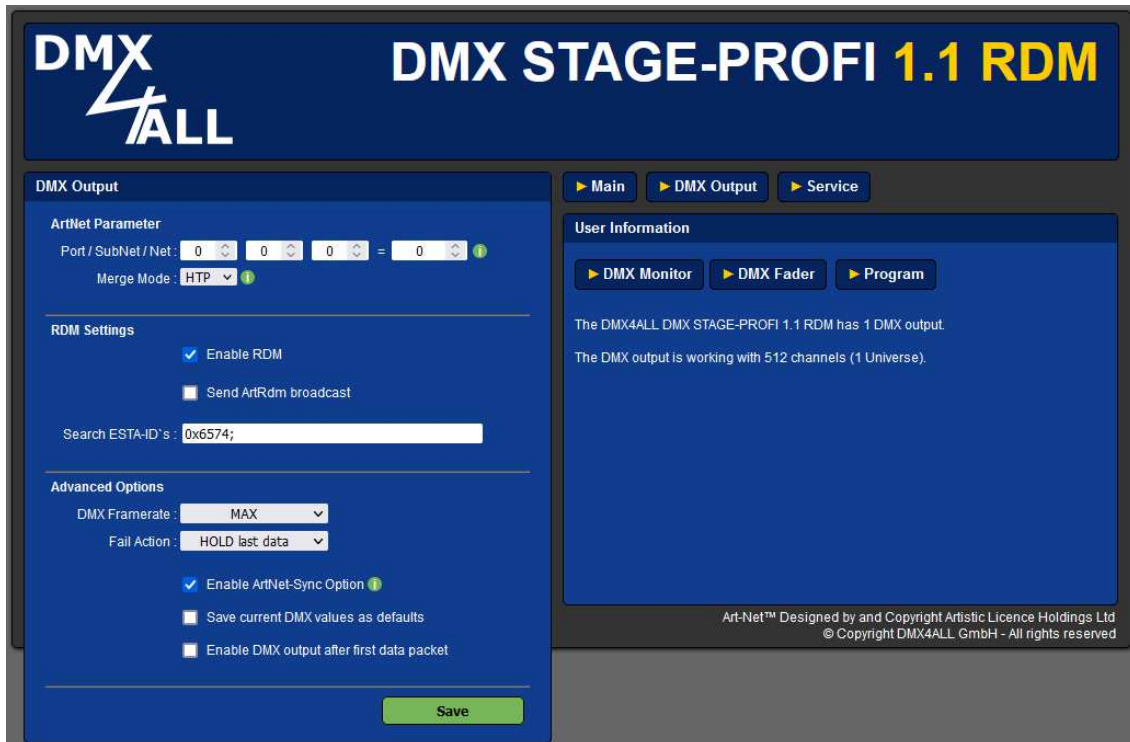 DMX
4ALL
DMX STAGE-PROFI 1.1 RDM
DMX Output
ArtNet Parameter
Port / SubNet / Net : 0 0 0 = 0 i
Merge Mode : HTP i
RDM Settings
Enable RDM
Send ArtRdm broadcast
Search ESTA-ID`s : 0x6574;
Advanced Options
DMX Framerate : MAX
Fail Action : HOLD last data
Enable ArtNet-Sync Option i
Save current DMX values as defaults
Enable DMX output after first data packet
Save
Main DMX Output Service
User Information
DMX Monitor DMX Fader Program
The DMX4ALL DMX STAGE-PROFI 1.1 RDM has 1 DMX output.
The DMX output is working with 512 channels (1 Universe).
Art-Net™ Designed by and Copyright Artistic Licence Holdings Ltd
© Copyright DMX4ALL GmbH - All rights reserved